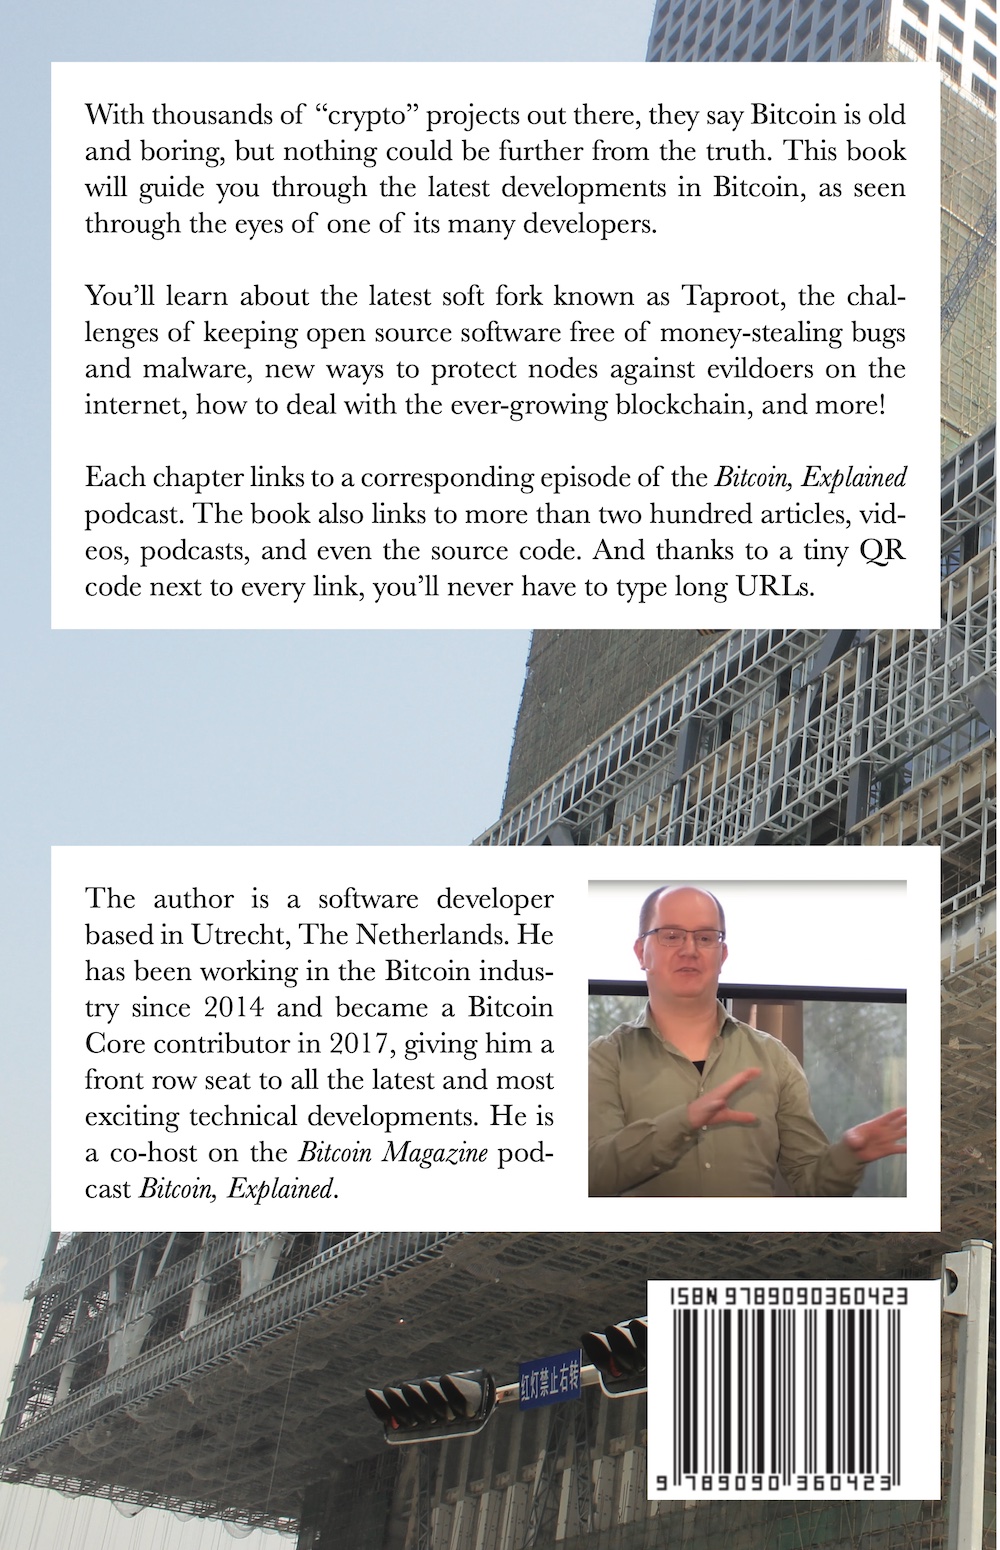 With thousands of “crypto” projects out there, they say Bitcoin is old
and boring, but nothing could be further from the truth. This book
will guide you through the latest developments in Bitcoin, as seen
through the eyes of one of its many developers.
You’ll learn about the latest soft fork known as Taproot, the chal-
lenges of keeping open source software free of money-stealing bugs
and malware, new ways to protect nodes against evildoers on the
internet, how to deal with the ever-growing blockchain, and more!
Each chapter links to a corresponding episode of the Bitcoin, Explained
podcast. The book also links to more than two hundred articles, vid-
eos, podcasts, and even the source code. And thanks to a tiny QR
code next to every link, you’ll never have to type long URLs.
The author is a software developer
based in Utrecht, The Netherlands. He
has been working in the Bitcoin indus-
try since 2014 and became a Bitcoin
Core contributor in 2017, giving him a
front row seat to all the latest and most
exciting technical developments. He is
a co-host on the Bitcoin Magazine pod-
cast Bitcoin, Explained.
ISBN 9789090360423
9 789090 360423
红灯禁止右转